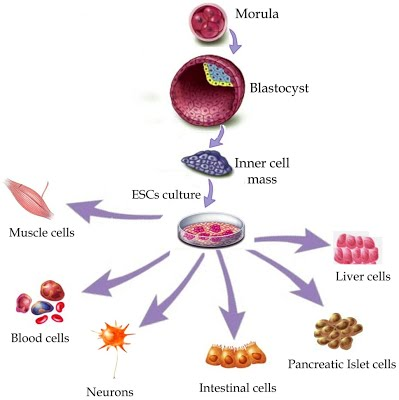 Morula
Blastocyst
Inner cell
mass
ESCs culture
Muscle cells
Liver cells
Blood cells
Pancreatic Islet cells
Neurons
Intestinal cells